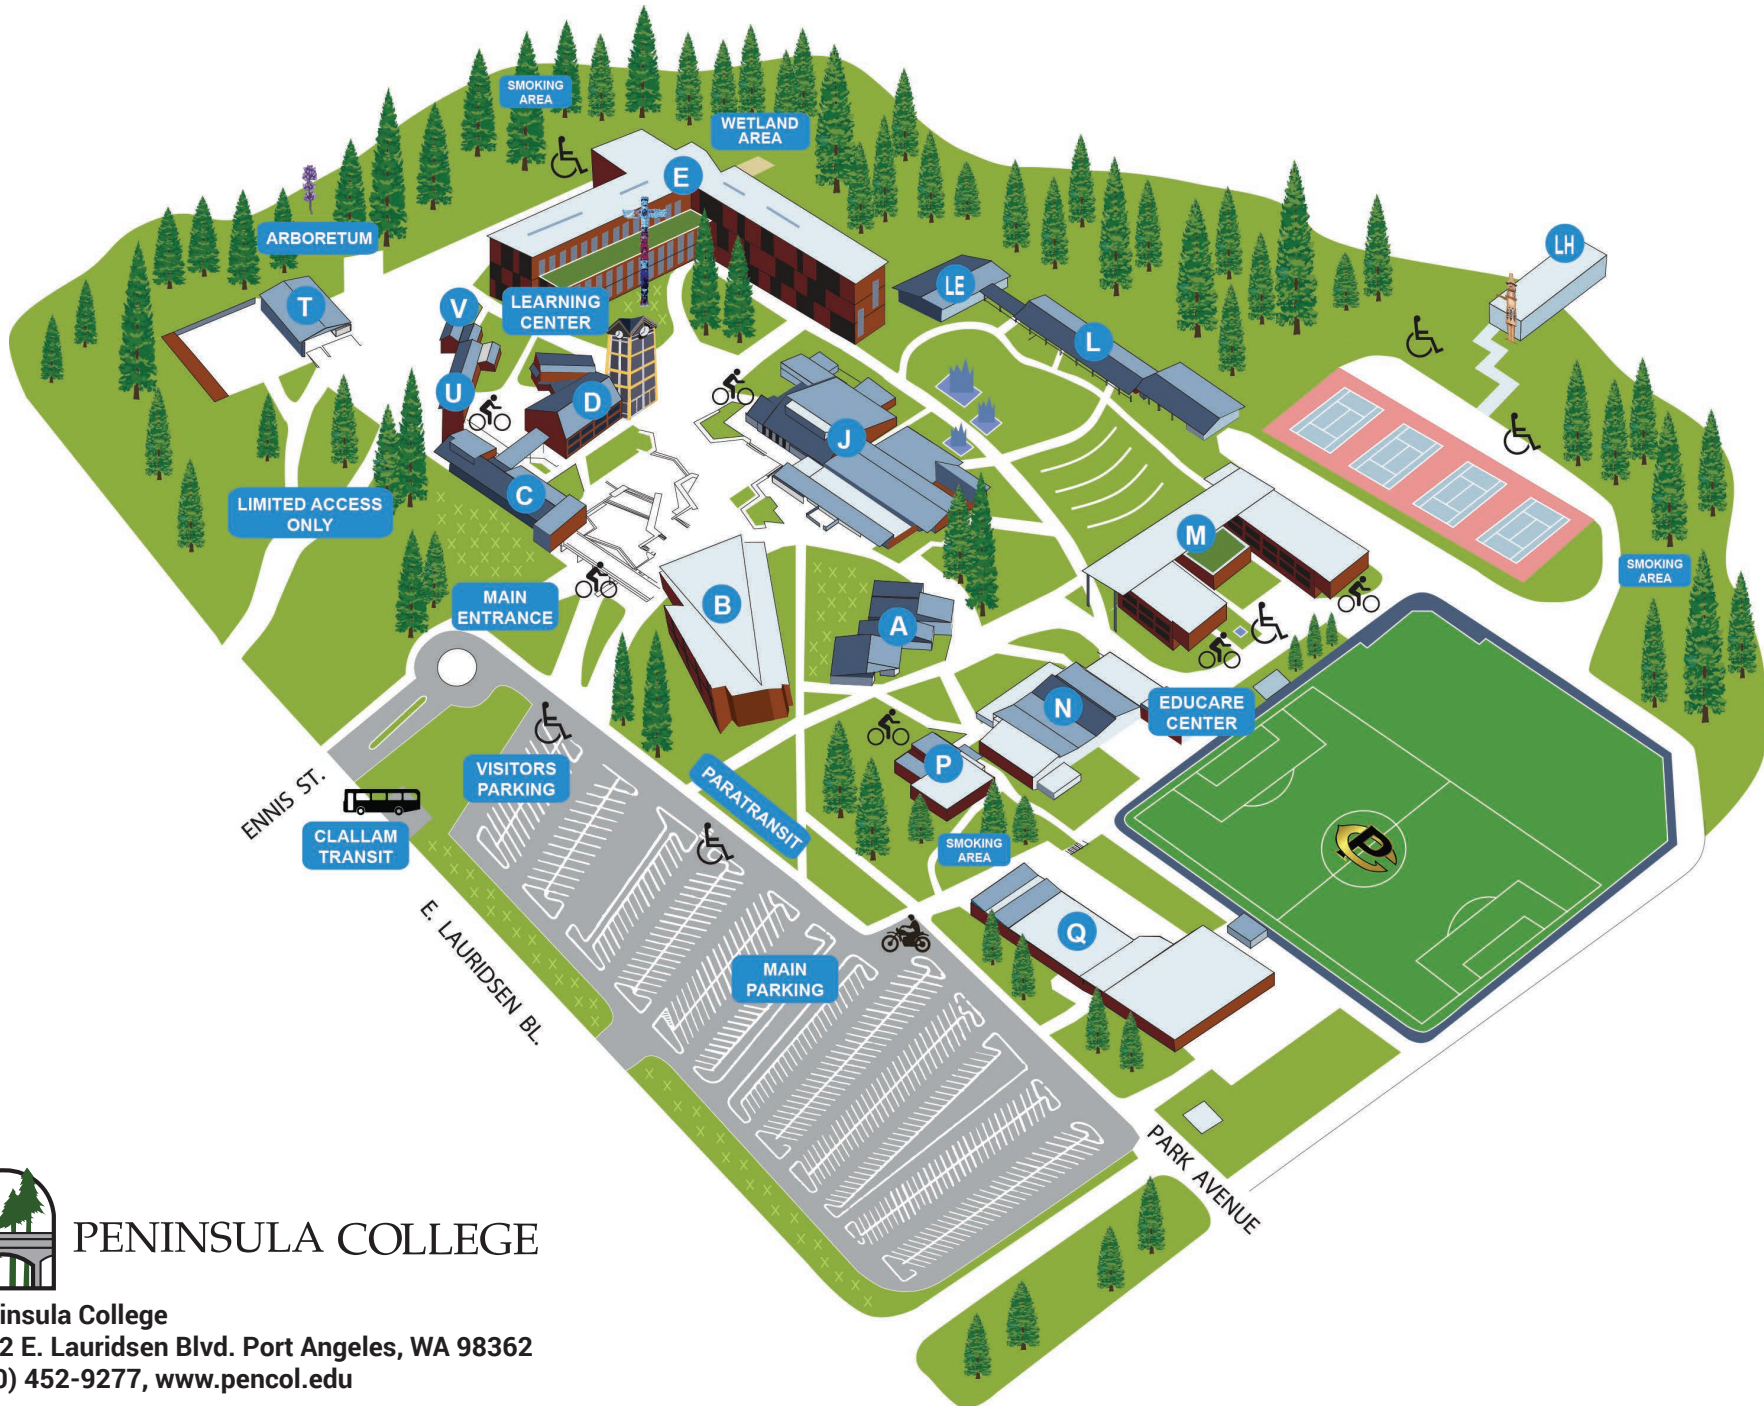 SMOKING
AREA
WETLAND
AREA
E
ARBORETUM
LH
T
V
LEARNING
CENTER
LE
L
U
D
J
C
LIMITED ACCESS
ONLY
M
SMOKING
AREA
MAIN
ENTRANCE
B
A
N
EDUCARE
CENTER
P
VISITORS
PARKING
PARATRANSIT
ENNIS ST.
CLALLAM
TRANSIT
SMOKING
AREA
P
Q
E. LAURIDSEN BL.
MAIN
PARKING
PARK AVENUE
PENINSULA COLLEGE
insula College
2 E. Lauridsen Blvd. Port Angeles, WA 98362
0) 452-9277, www.pencol.edu